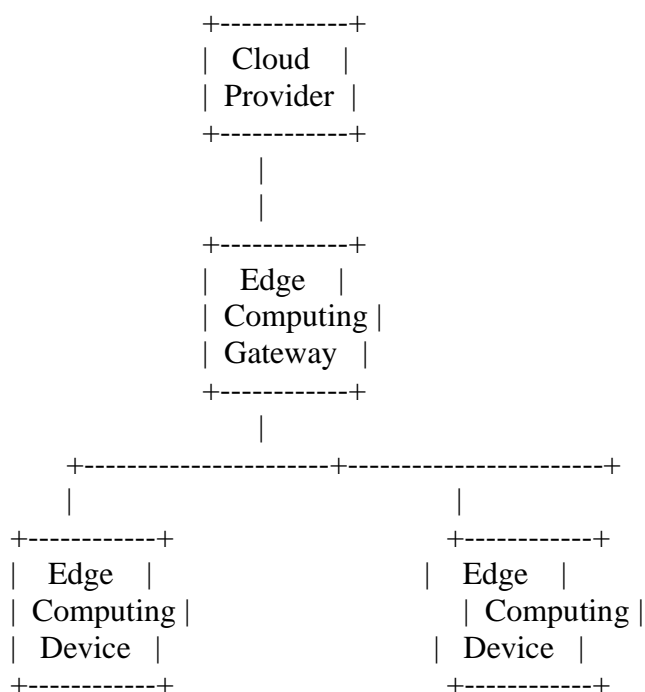 +------------+
| Cloud |
| Provider |
+------------+
|
|
+------------+
| Edge |
| Computing |
| Gateway |
+------------+
|
+-----------------------+------------------------+
| |
+------------+ +------------+
| Edge | | Edge |
| Computing | | Computing |
| Device | | Device |
+------------+ +------------+